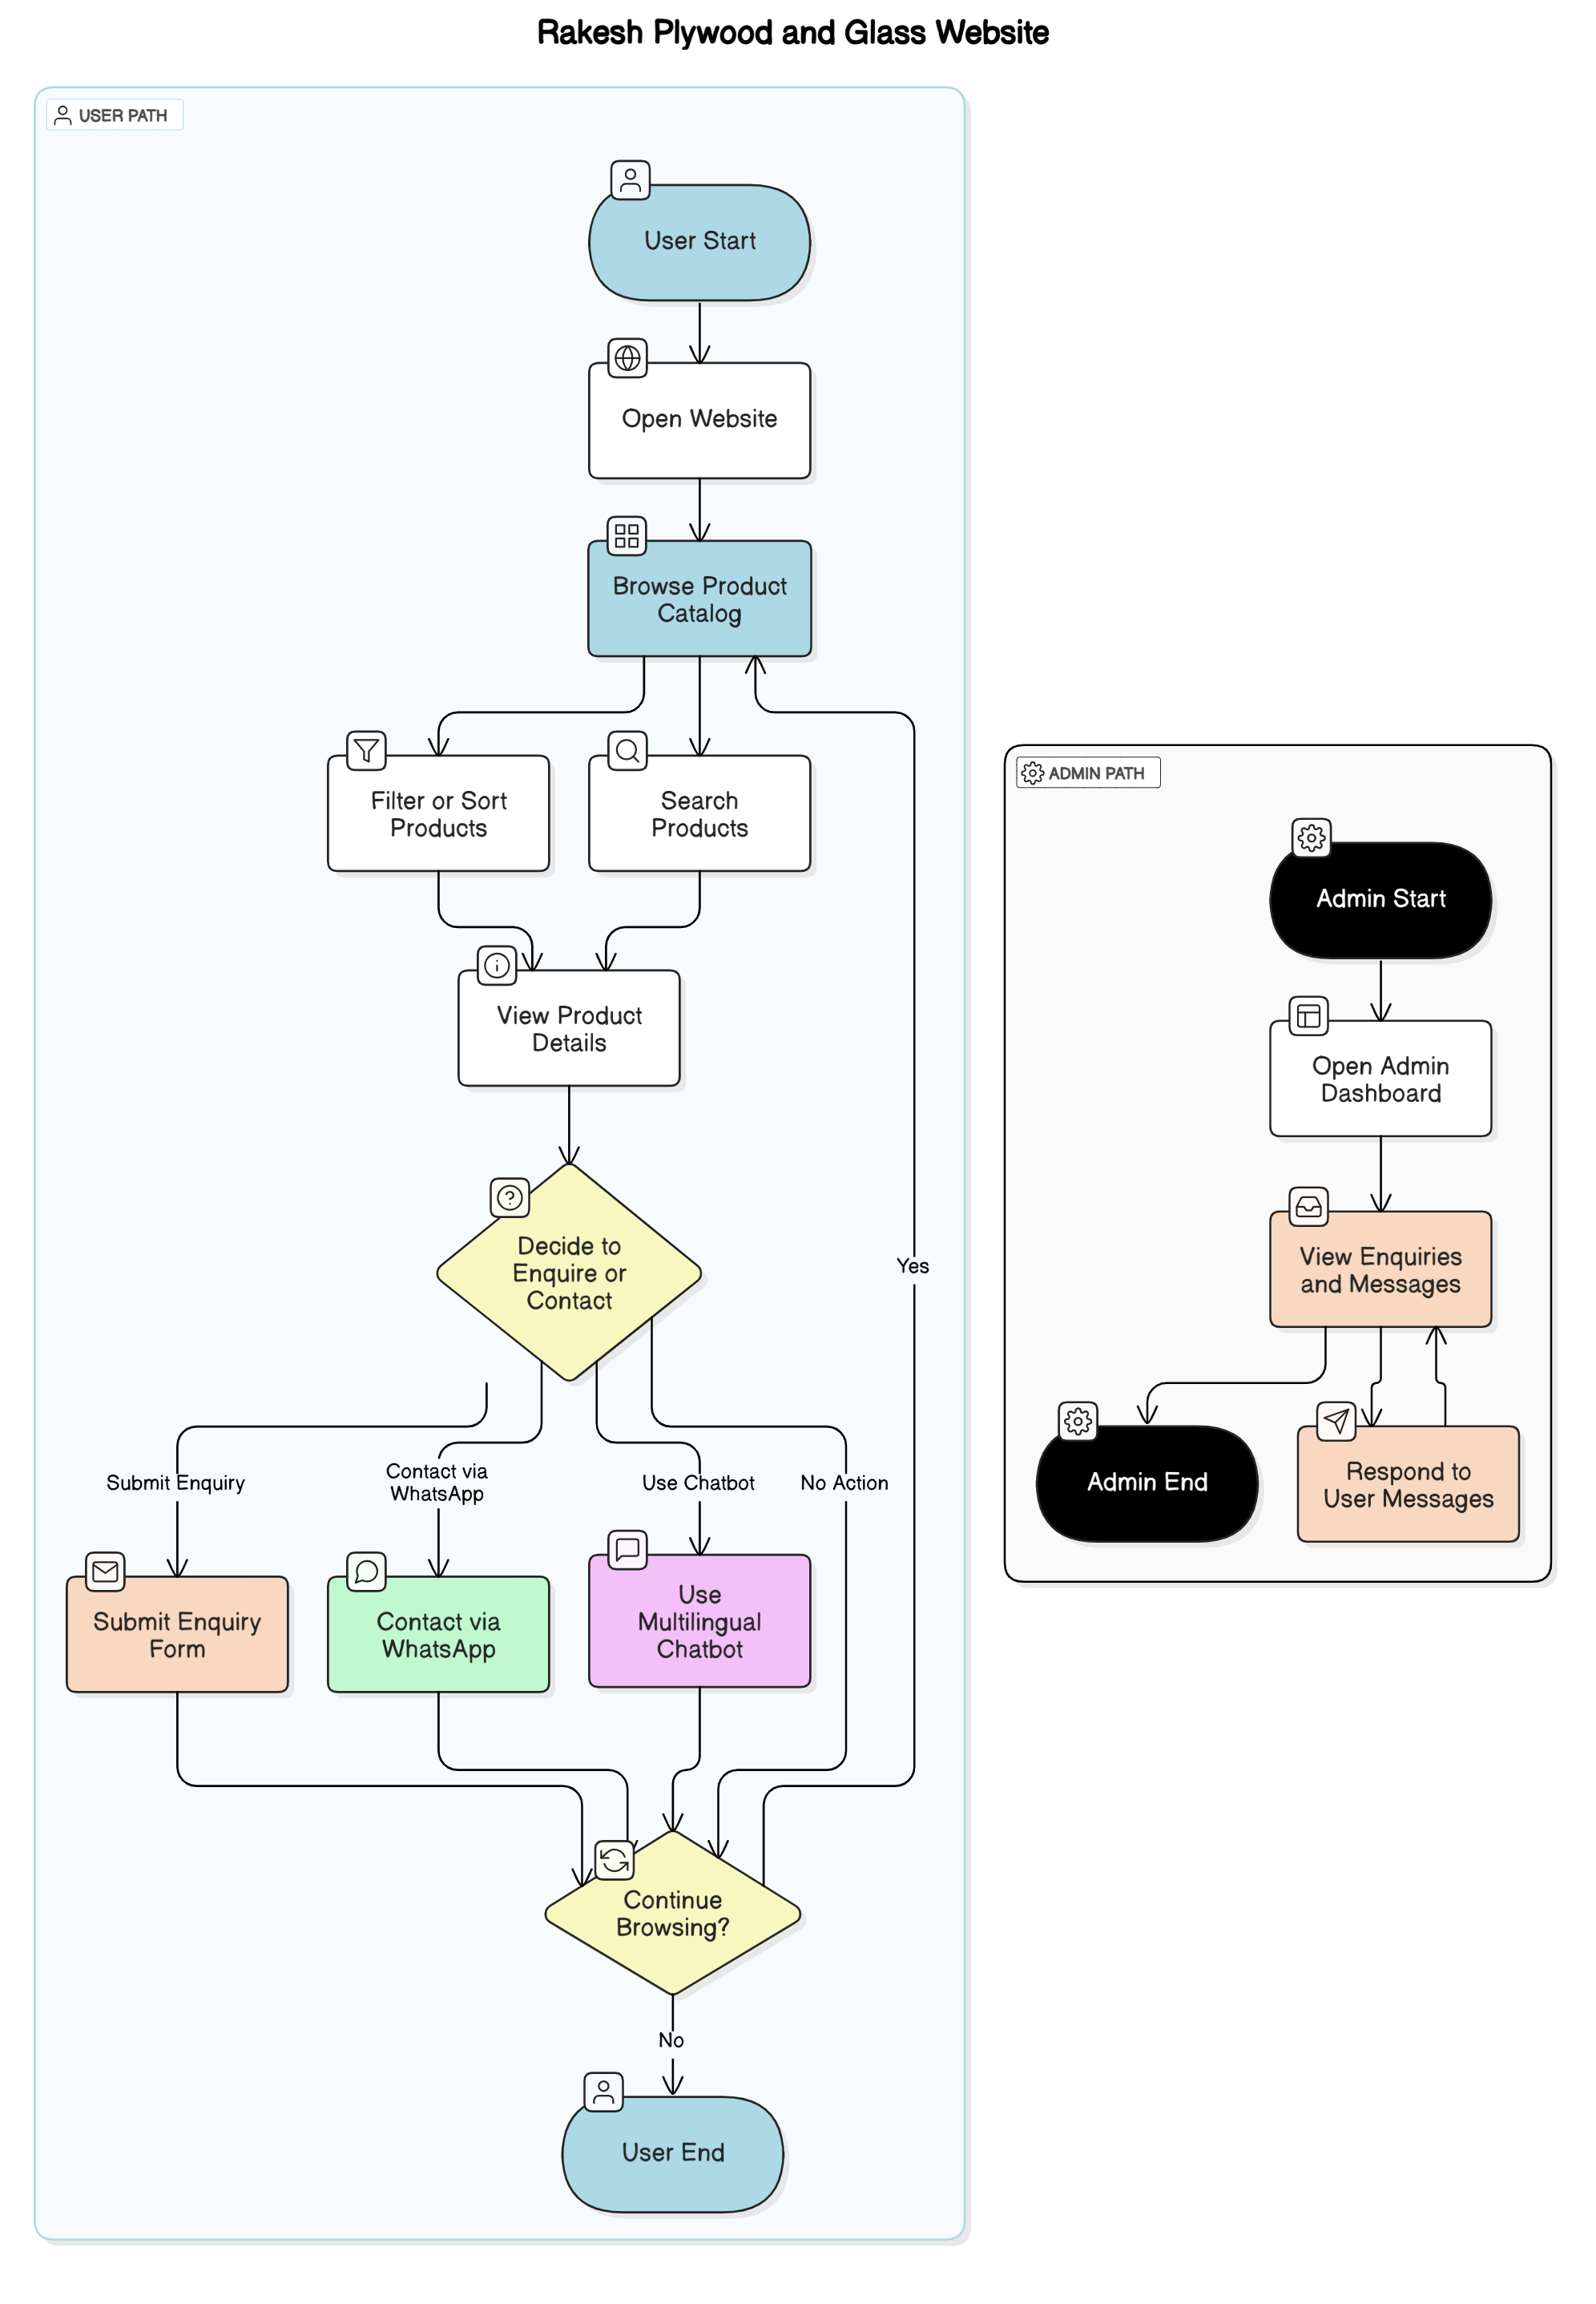 Rakesh Plywood and Glass Website
USER PATH
User Start
Open Website
Browse Product
Catalog
Filter or Sort
Products
Search
Products
View Product
Details
Decide to
Enquire or
Contact
Yes
Submit Enquiry
Contact via
WhatsApp
Use Chatbot
No Action
Submit Enquiry
Form
Contact via
WhatsApp
Use
Multilingual
Chatbot
Continue
Browsing?
No
User End
ADMIN PATH
Admin Start
Open Admin
Dashboard
View Enquiries
and Messages
Admin End
Respond to
User Messages